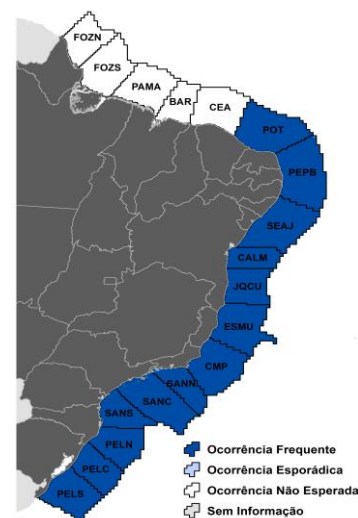 FOZN
FOZS
PAMA
BAR
CEA
POT
PEPB
SEAJ
CALM
JQCU
ESMU
CMP
SANN
SANC
SANS
PELN
PELC
PELS
Ocorrência Frequente
Ocorrência Esporádica
Ocorrência Não Esperada
Sem Informação